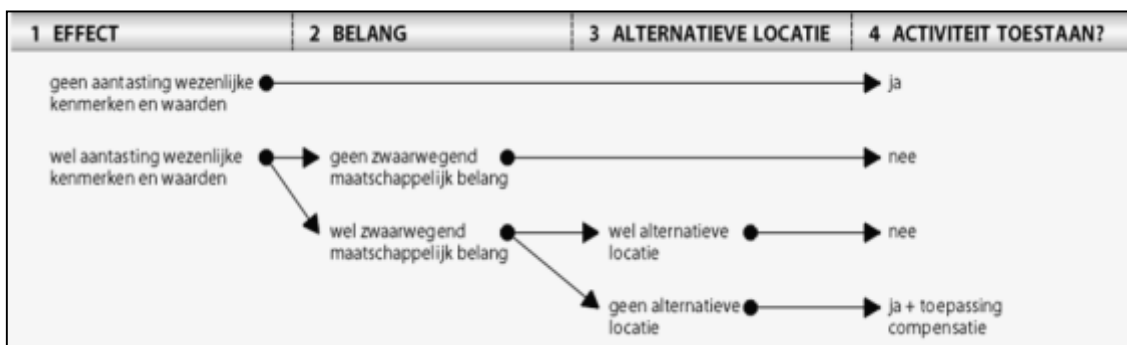 1 EFFECT 2 BELANG 3 ALTERNATIEVE LOCATIE 4 ACTIVITEIT TOESTAAN?
geen aantasting wezenlijke
kenmerken en waarden
ja
wel aantasting wezenlijke
kenmerken en waarden
geen zwaarwegend
maatschappelijk belang
nee
wel zwaarwegend
maatschappelijk belang
wel alternatieve
locatie
nee
geen alternatieve
locatie
ja + toepassing
compensatie